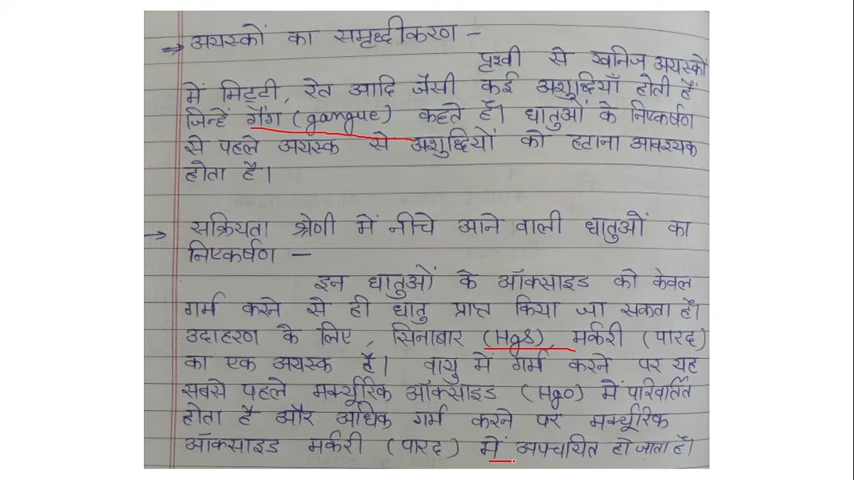 ⇒ अयस्कों का समृद्धीकरण –
पृथ्वी से खनिज अयस्कों
में मिट्टी, रेत आदि जैसी कई अशुद्धियाँ होती हैं
जिन्हें गैंग (gangue) कहते हैं। धातुओं के निष्कर्षण
से पहले अयस्क से अशुद्धियों को हटाना आवश्यक
होता है।
→ सक्रियता श्रेणी में नीचे आने वाली धातुओं का
निष्कर्षण –
इन धातुओं के ऑक्साइड को केवल
गर्म करने से ही धातु प्राप्त किया जा सकता है।
उदाहरण के लिए, सिनाबार (HgS), मर्करी (पारद)
का एक अयस्क है। वायु में गर्म करने पर यह
सबसे पहले मर्क्यूरिक ऑक्साइड (HgO) में परिवर्तित
होता है और अधिक गर्म करने पर मर्क्यूरिक
ऑक्साइड मर्करी (पारद) में अपचयित हो जाता है।